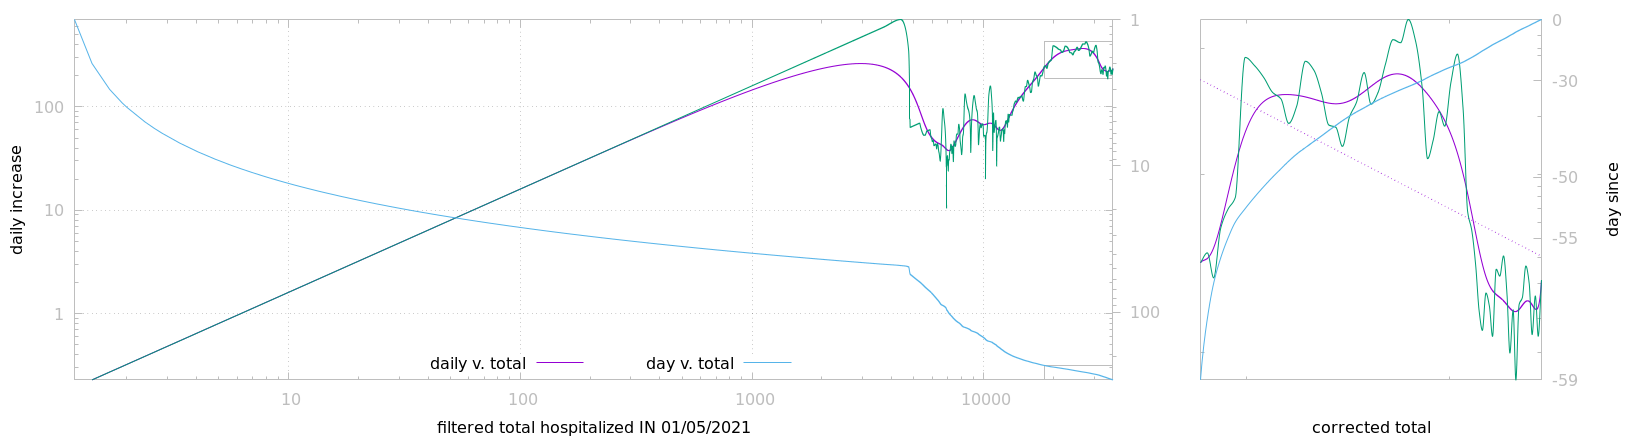 daily increase
100
10
1
daily v. total
day v. total
10
100
1000
10000
filtered total hospitalized IN 01/05/2021
1
10
100
0
-30
-50
-55
-59
day since
corrected total